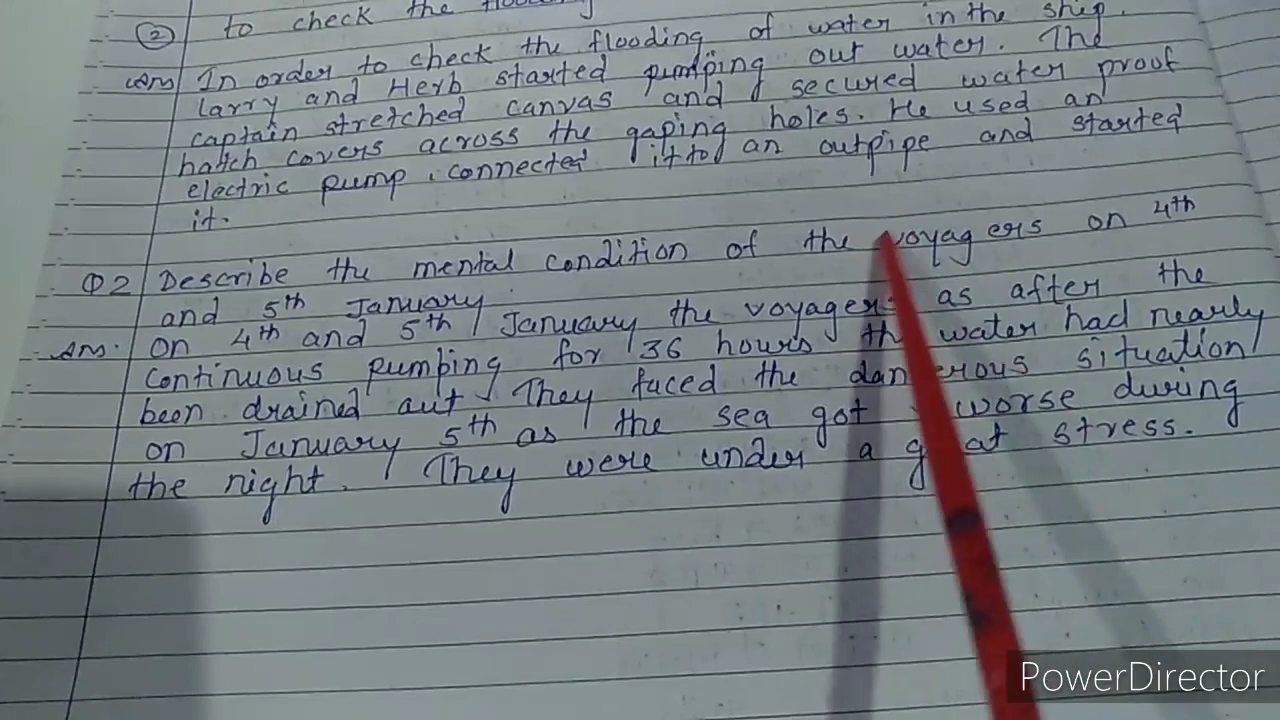 ② to check the
Ans In order to check the flooding of water in the ship.
larry and Herb started pumping out water. The
captain stretched canvas and secured water proof
hatch covers across the gaping holes. He used an
electric pump, connected it to an outpipe and started
it.
Q2 Describe the mental condition of the voyagers on 4th
and 5th January.
Ans. On 4th and 5th January the voyagers as after the
continuous pumping for 36 hours the water had nearly
been drained out. They faced the dangerous situation
on January 5th as the sea got worse during
the night. They were under a great stress.
PowerDirector